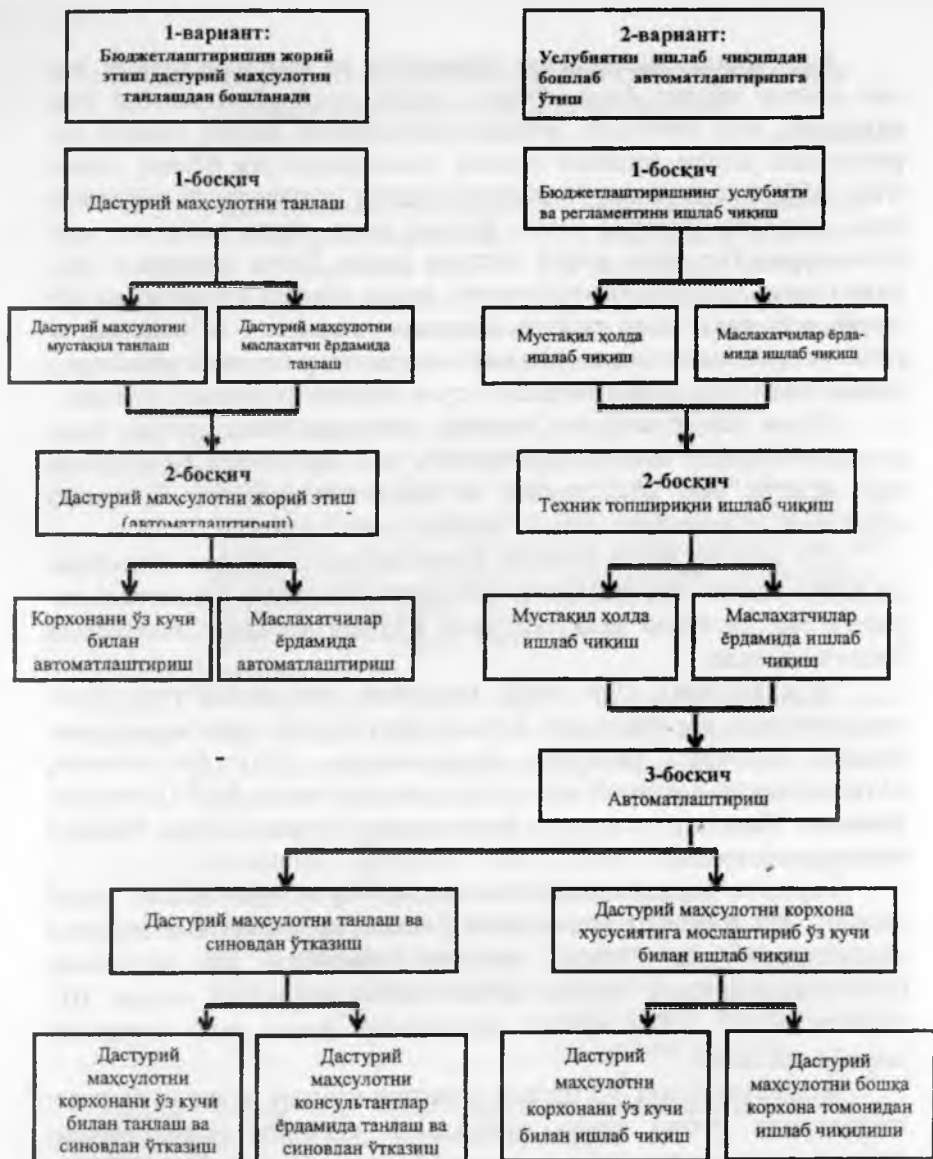 1-вариант:
Бюджетлаштиришни жорий
этиш дастурий маҳсулотни
танлашдан бошланади
2-вариант:
Услубиятни ишлаб чиқишдан
бошлаб автоматлаштиришга
ўтиш
1-босқич
Дастурий маҳсулотни танлаш
1-босқич
Бюджетлаштиришнинг услубияти
ва регламентини ишлаб чиқиш
Дастурий маҳсулотни
мустақил танлаш
Дастурий маҳсулотни
маслахатчи ёрдамида
танлаш
Мустақил ҳолда
ишлаб чиқиш
Маслахатчилар ёрда-
мида ишлаб чиқиш
2-босқич
Дастурий маҳсулотни жорий этиш
(автоматлаштириш)
2-босқич
Техник топшириқни ишлаб чиқиш
Корхонани ўз кучи
билан
автоматлаштириш
Маслахатчилар
ёрдамида
автоматлаштириш
Мустақил ҳолда
ишлаб чиқиш
Маслахатчилар
ёрдамида ишлаб
чиқиш
3-босқич
Автоматлаштириш
Дастурий маҳсулотни танлаш ва
синовдан ўтказиш
Дастурий маҳсулотни корхона
хусусиятига мослаштириб ўз кучи
билан ишлаб чиқиш
Дастурий
маҳсулотни
корхонани ўз кучи
билан танлаш ва
синовдан ўтказиш
Дастурий
маҳсулотни
консультантлар
ёрдамида танлаш ва
синовдан ўтказиш
Дастурий
маҳсулотни
корхонани ўз кучи
билан ишлаб чиқиш
Дастурий
маҳсулотни бошқа
корхона томонидан
ишлаб чиқилиши